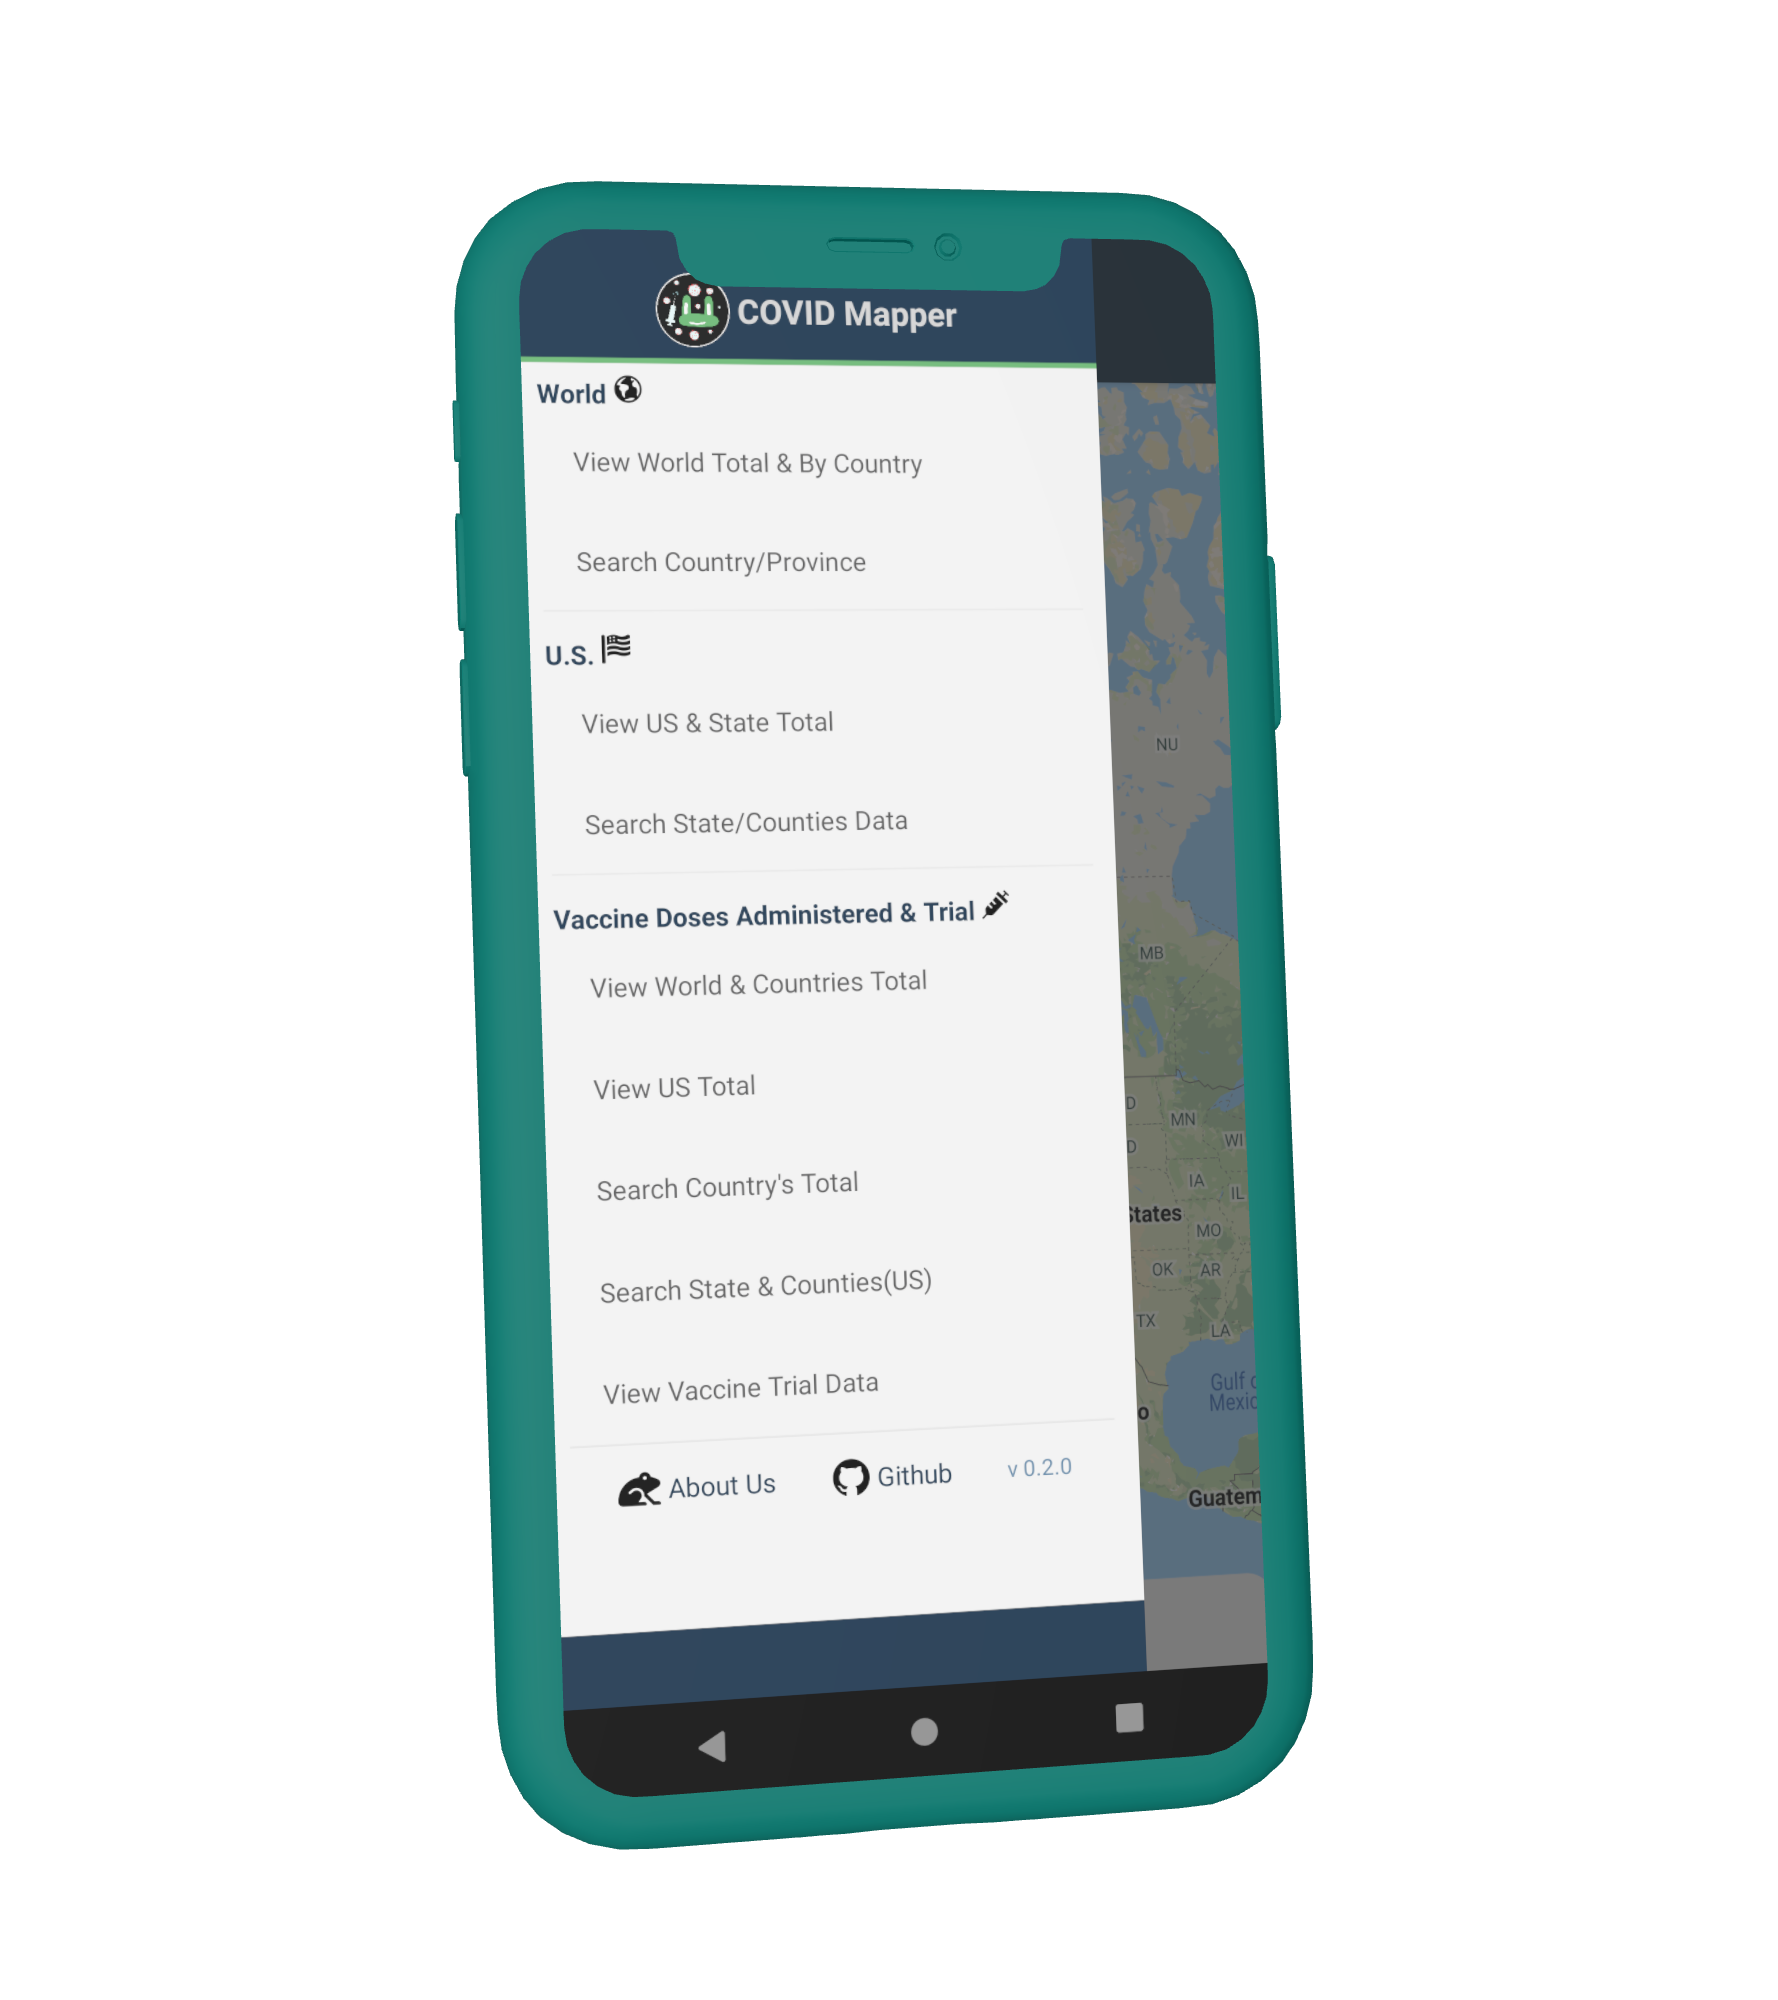 COVID Mapper
World
View World Total & By Country
Search Country/Province
U.S.
View US & State Total
Search State/Counties Data
Vaccine Doses Administered & Trial
View World & Countries Total
View US Total
Search Country's Total
Search State & Counties(US)
View Vaccine Trial Data
About Us
Github
v 0.2.0
NU
MB
D
MN
D
WI
IA
IL
States
MO
OK
AR
TX
LA
Gulf
Mexic
o
Guatem